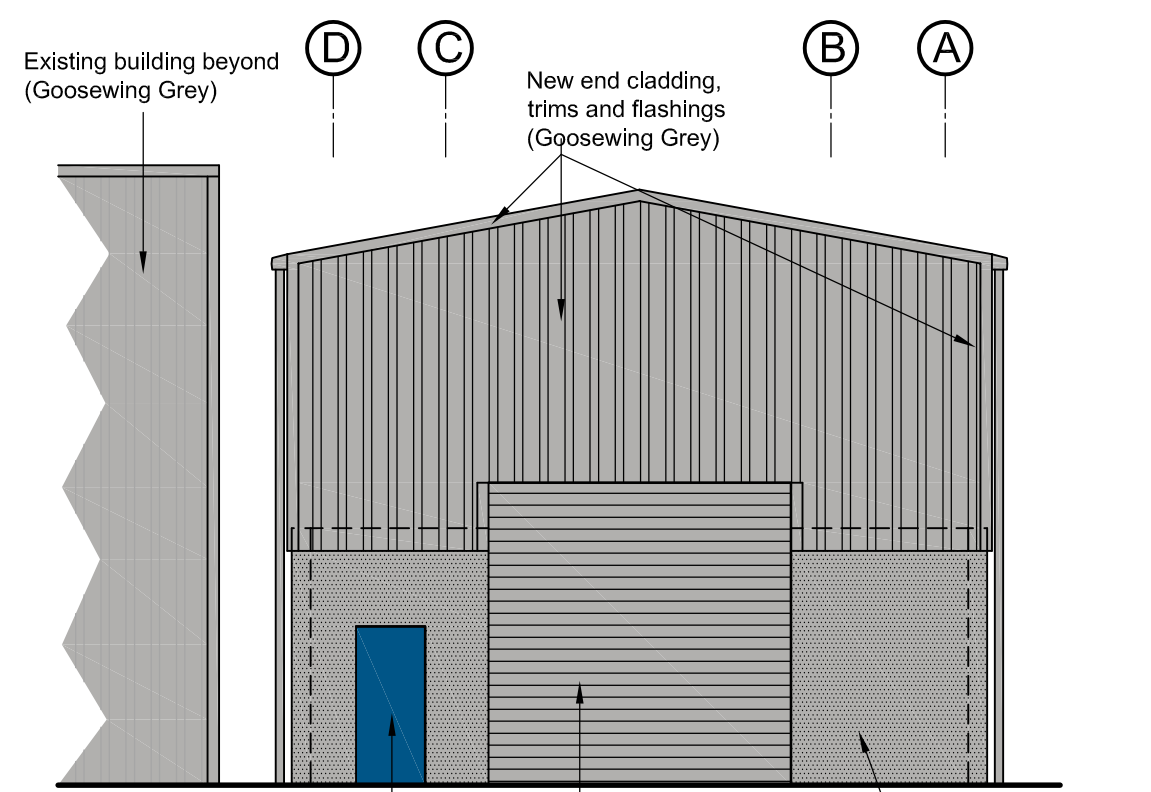 D C B A
Existing building beyond
(Goosewing Grey)
New end cladding,
trims and flashings
(Goosewing Grey)